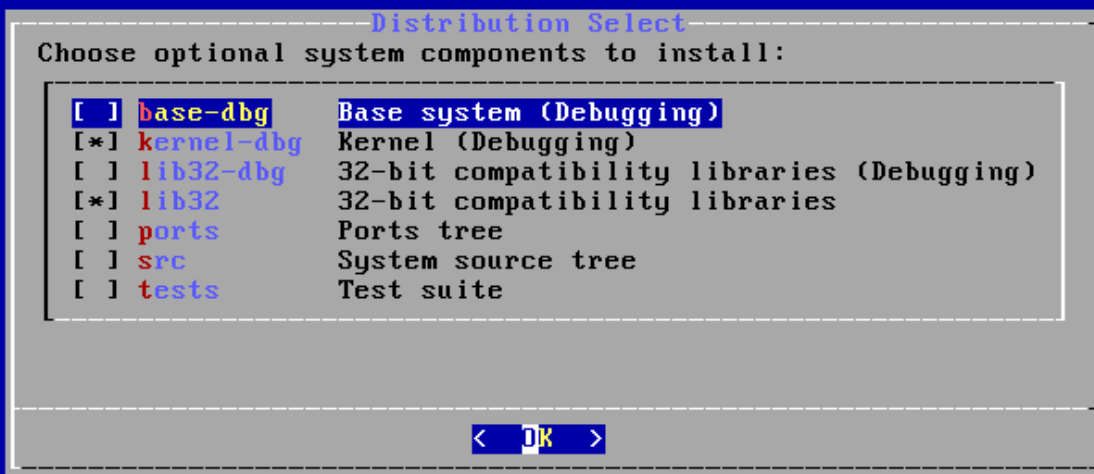 Distribution Select
Choose optional system components to install:
[ ] base-dbg Base system (Debugging)
[*] kernel-dbg Kernel (Debugging)
[ ] lib32-dbg 32-bit compatibility libraries (Debugging)
[*] lib32 32-bit compatibility libraries
[ ] ports Ports tree
[ ] src System source tree
[ ] tests Test suite
< OK >